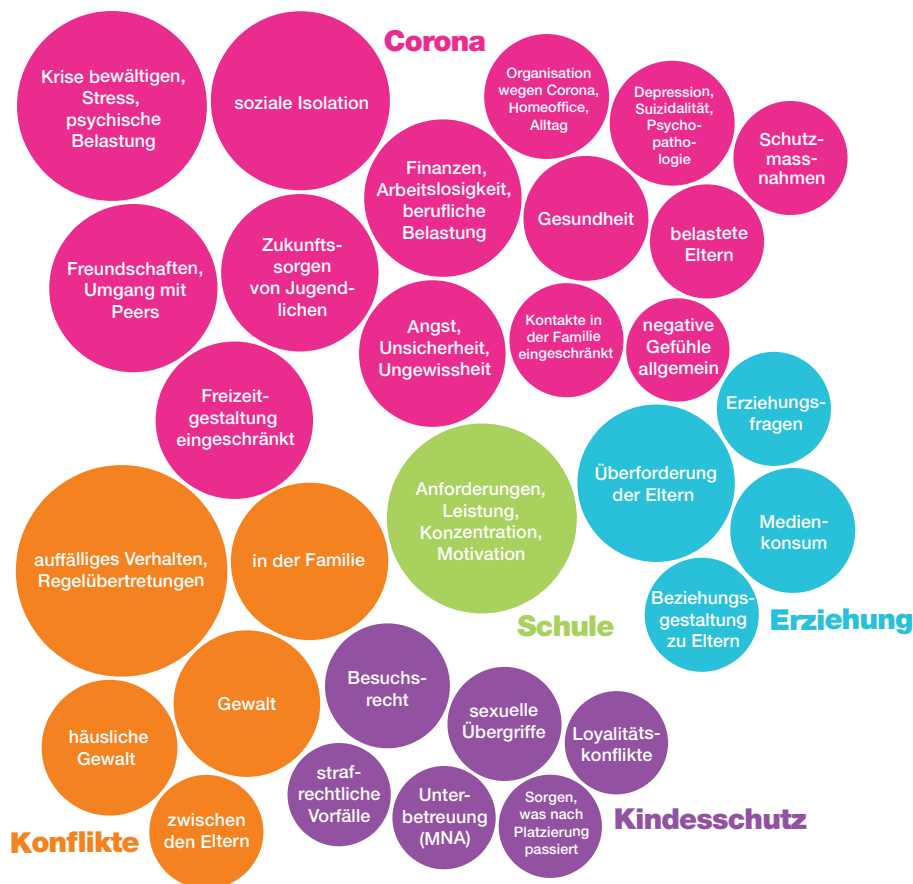 Corona
Krise bewältigen,
Stress,
psychische
Belastung
soziale Isolation
Organisation
wegen Corona,
Homeoffice,
Alltag
Depression,
Suizidalität,
Psycho-
patho-
logie
Schutz-
mass-
nahmen
Finanzen,
Arbeitslosigkeit,
berufliche
Belastung
Gesundheit
belastete
Eltern
Freundschaften,
Umgang mit
Peers
Zukunfts-
sorgen
von Jugend-
lichen
Angst,
Unsicherheit,
Ungewissheit
Kontakte in
der Familie
eingeschränkt
negative
Gefühle
allgemein
Freizeit-
gestaltung
eingeschränkt
Erziehungs-
fragen
Überforderung
der Eltern
Medien-
konsum
Beziehungs-
gestaltung
zu Eltern
Erziehung
Anforderungen,
Leistung,
Konzentration,
Motivation
Schule
auffälliges Verhalten,
Regelübertretungen
in der Familie
Gewalt
häusliche
Gewalt
zwischen
den Eltern
Konflikte
Besuchs-
recht
sexuelle
Übergriffe
Loyalitäts-
konflikte
straf-
rechtliche
Vorfälle
Unter-
betreuung
(MNA)
Sorgen,
was nach
Platzierung
passiert
Kindesschutz